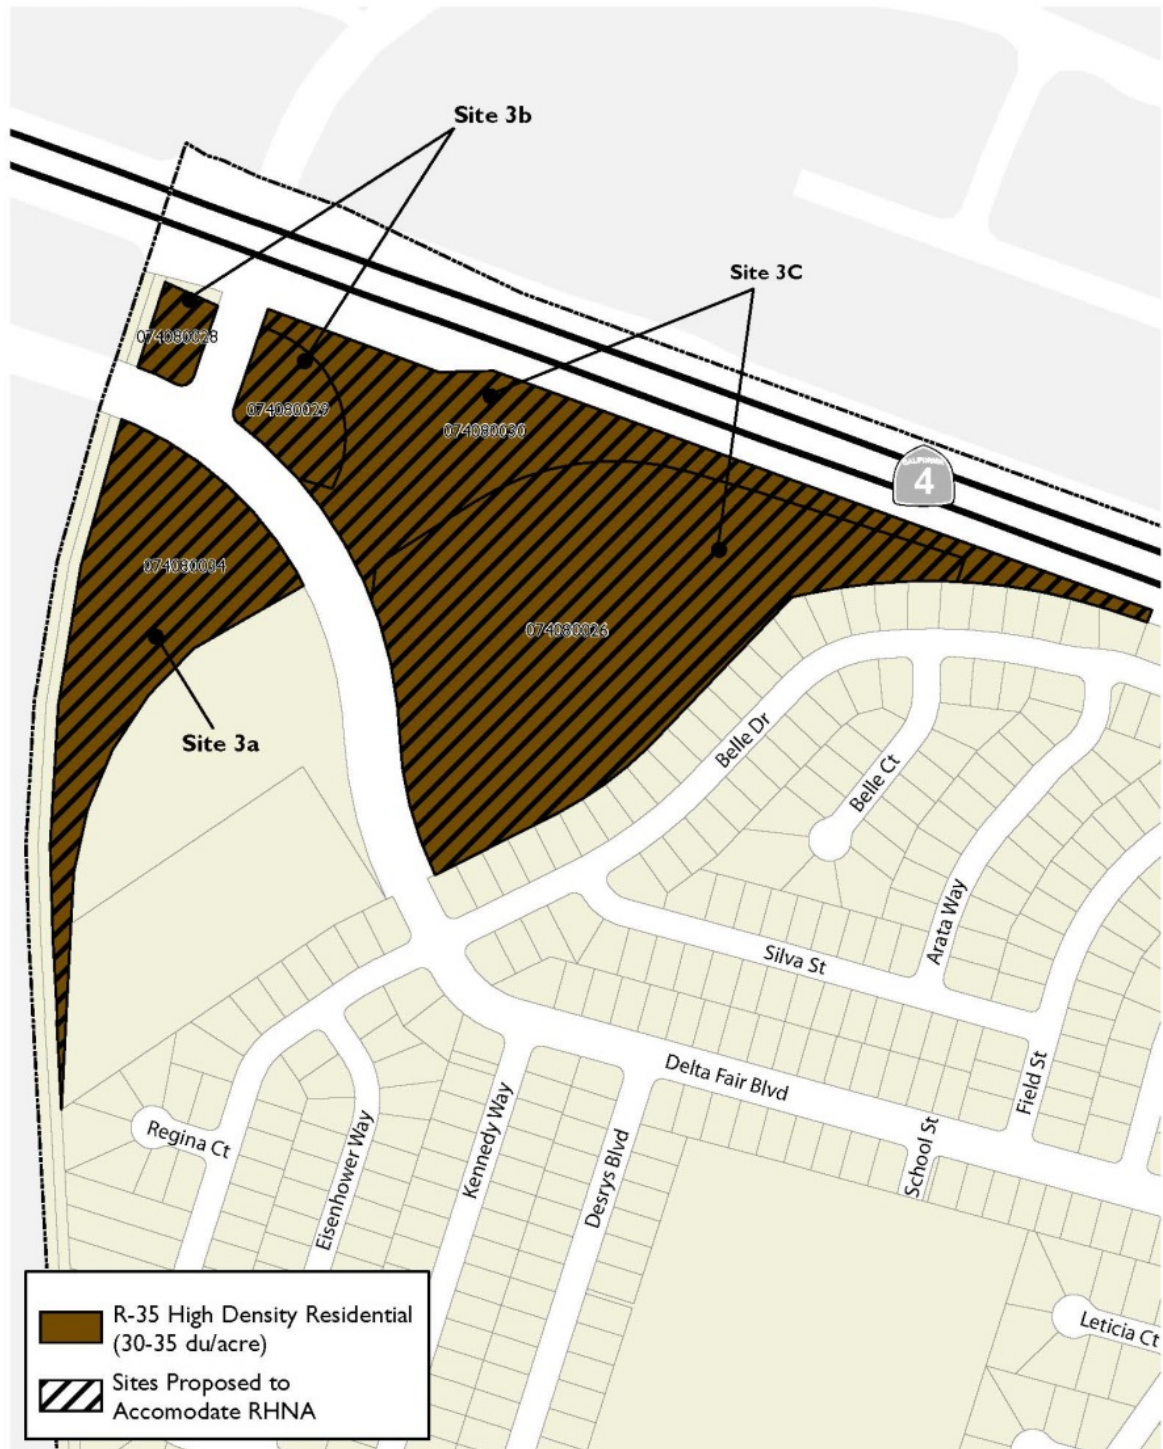 Site 3b
Site 3C
074080028
074080029
074080030
CALIFORNIA
4
074080034
074080026
Site 3a
Belle Dr
Belle Ct
Arata Way
Silva St
Delta Fair Blvd
Field St
School St
Kennedy Way
Desrys Blvd
Regina Ct
Eisenhower Way
Leticia Ct
R-35 High Density Residential
(30-35 du/acre)
Sites Proposed to
Accomodate RHNA